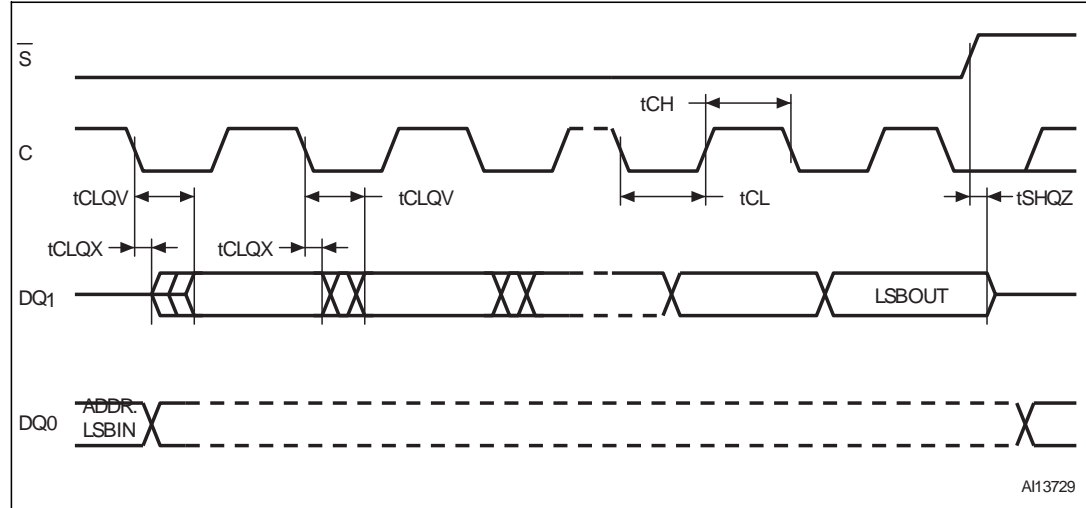 S
tCH
C
tCLQV
tCLQV
tCL
tSHQZ
tCLQX
tCLQX
DQ1
LSBOUT
ADDR.
DQ0
LSBIN
AI13729